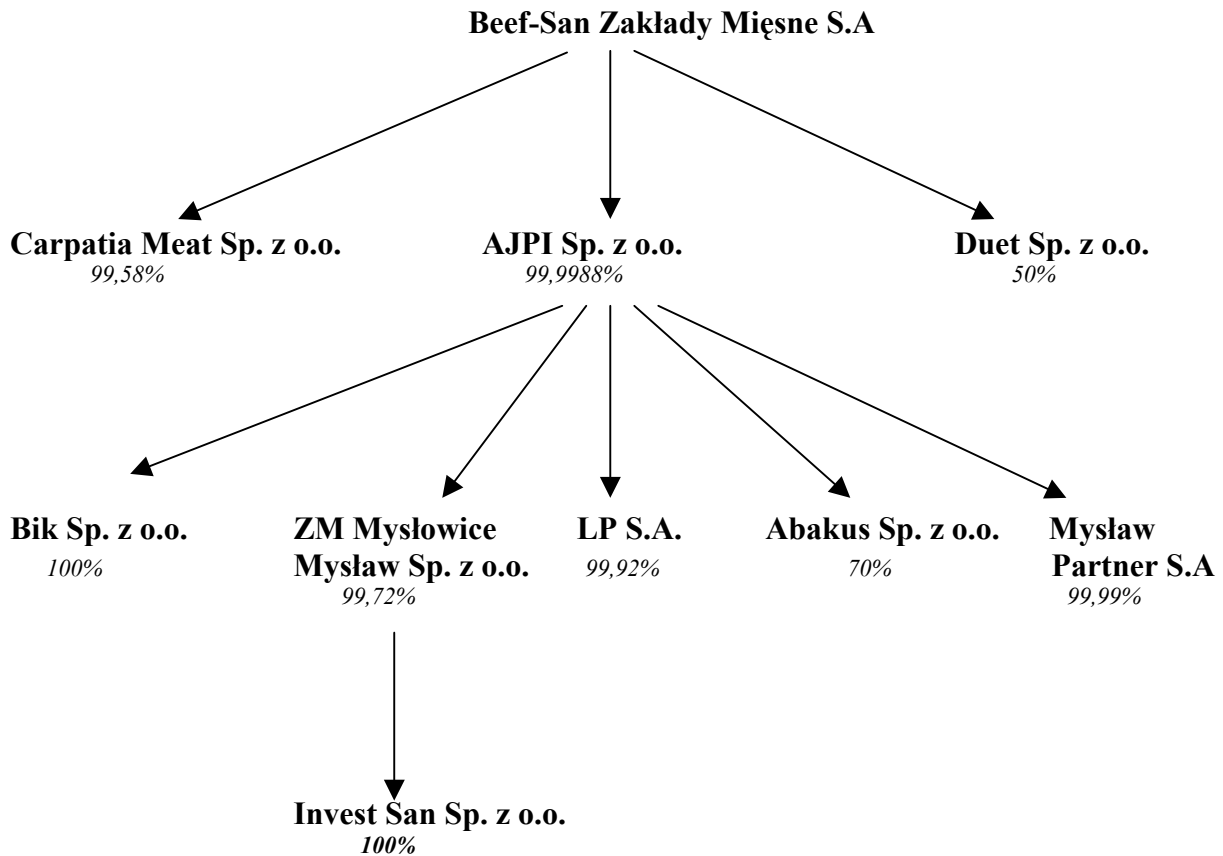 Beef-San Zakłady Mięsne S.A
Carpatia Meat Sp. z o.o.
99,58%
AJPI Sp. z o.o.
99,9988%
Duet Sp. z o.o.
50%
Bik Sp. z o.o.
100%
ZM Mysłowice
Mysław Sp. z o.o.
99,72%
LP S.A.
99,92%
Abakus Sp. z o.o.
70%
Mysław
Partner S.A
99,99%
Invest San Sp. z o.o.
100%